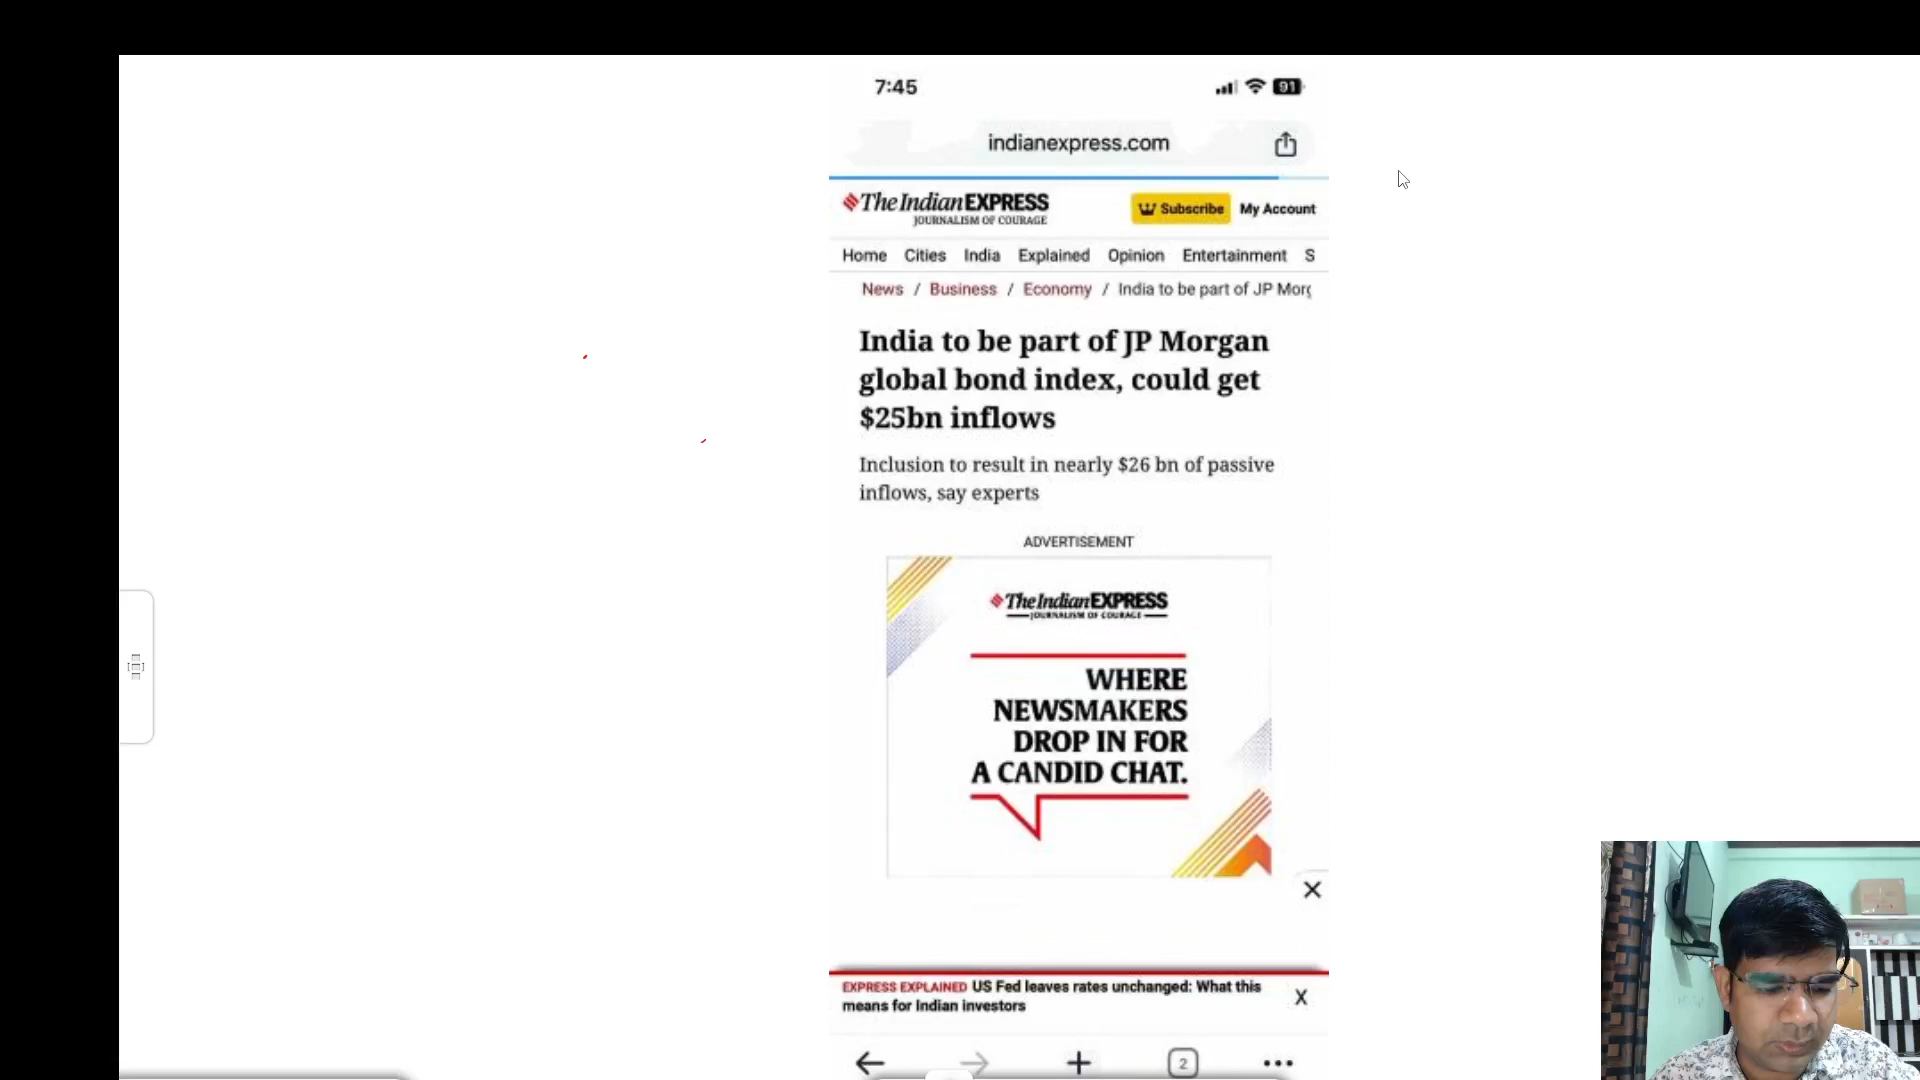 7:45
91
indianexpress.com
The Indian EXPRESS
JOURNALISM OF COURAGE
Subscribe
My Account
Home Cities India Explained Opinion Entertainment S
News / Business / Economy / India to be part of JP Morg
India to be part of JP Morgan
global bond index, could get
$25bn inflows
Inclusion to result in nearly $26 bn of passive
inflows, say experts
ADVERTISEMENT
The Indian EXPRESS
JOURNALISM OF COURAGE
WHERE
NEWSMAKERS
DROP IN FOR
A CANDID CHAT.
EXPRESS EXPLAINED US Fed leaves rates unchanged: What this
means for Indian investors
X
2